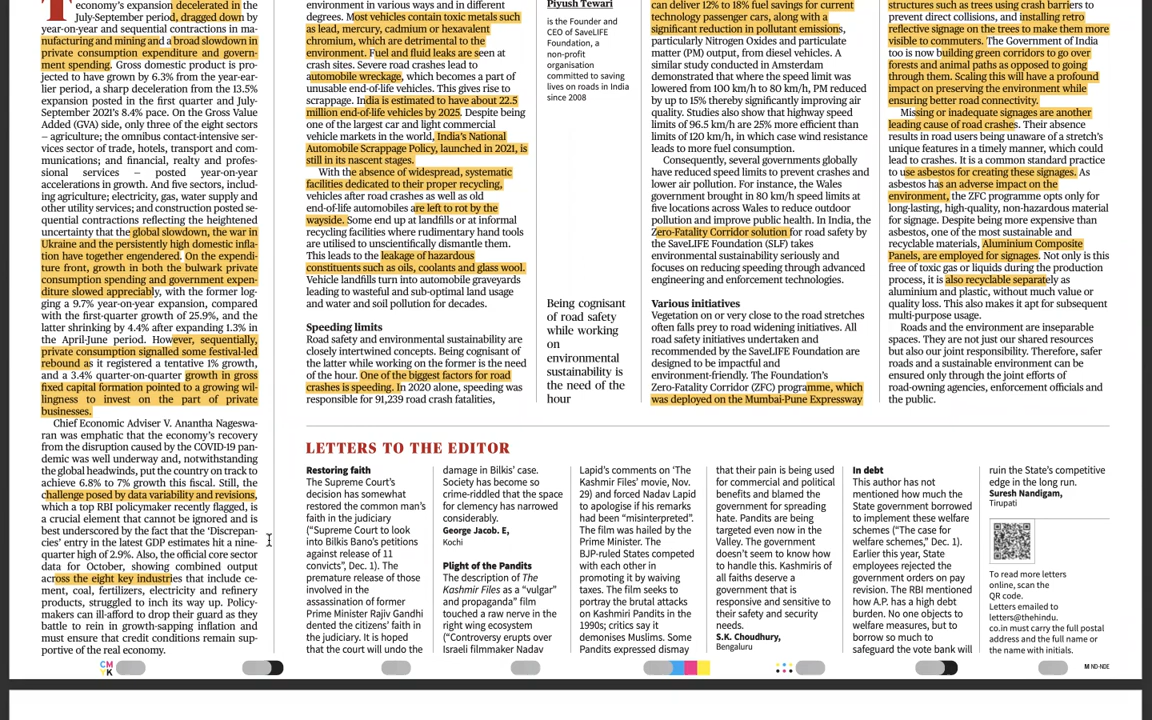 T
economy's expansion decelerated in the
July-September period, dragged down by
year-on-year and sequential contractions in ma-
nufacturing and mining and a broad slowdown in
private consumption expenditure and govern-
ment spending. Gross domestic product is pro-
jected to have grown by 6.3% from the year-ear-
lier period, a sharp deceleration from the 13.5%
expansion posted in the first quarter and July-
September 2021's 8.4% pace. On the Gross Value
Added (GVA) side, only three of the eight sectors
– agriculture; the omnibus contact-intensive ser-
vices sector of trade, hotels, transport and com-
munications; and financial, realty and profes-
sional services – posted year-on-year
accelerations in growth. And five sectors, includ-
ing agriculture; electricity, gas, water supply and
other utility services; and construction posted se-
quential contractions reflecting the heightened
uncertainty that the global slowdown, the war in
Ukraine and the persistently high domestic infla-
tion have together engendered. On the expendi-
ture front, growth in both the bulwark private
consumption spending and government expen-
diture slowed appreciably, with the former log-
ging a 9.7% year-on-year expansion, compared
with the first-quarter growth of 25.9%, and the
latter shrinking by 4.4% after expanding 1.3% in
the April-June period. However, sequentially,
private consumption signalled some festival-led
rebound as it registered a tentative 1% growth,
and a 3.4% quarter-on-quarter growth in gross
fixed capital formation pointed to a growing wil-
lingness to invest on the part of private
businesses.
Chief Economic Adviser V. Anantha Nageswa-
ran was emphatic that the economy's recovery
from the disruption caused by the COVID-19 pan-
demic was well underway and, notwithstanding
the global headwinds, put the country on track to
achieve 6.8% to 7% growth this fiscal. Still, the
challenge posed by data variability and revisions,
which a top RBI policymaker recently flagged, is
a crucial element that cannot be ignored and is
best underscored by the fact that the 'Discrepan-
cies' entry in the latest GDP estimates hit a nine-
quarter high of 2.9%. Also, the official core sector
data for October, showing combined output
across the eight key industries that include ce-
ment, coal, fertilizers, electricity and refinery
products, struggled to inch its way up. Policy-
makers can ill-afford to drop their guard as they
battle to rein in growth-sapping inflation and
must ensure that credit conditions remain sup-
portive of the real economy.
environment in various ways and in different
degrees. Most vehicles contain toxic metals such
as lead, mercury, cadmium or hexavalent
chromium, which are detrimental to the
environment. Fuel and fluid leaks are seen at
crash sites. Severe road crashes lead to
automobile wreckage, which becomes a part of
unusable end-of-life vehicles. This gives rise to
scrappage. India is estimated to have about 22.5
million end-of-life vehicles by 2025. Despite being
one of the largest car and light commercial
vehicle markets in the world, India's National
Automobile Scrappage Policy, launched in 2021, is
still in its nascent stages.
With the absence of widespread, systematic
facilities dedicated to their proper recycling,
vehicles after road crashes as well as old
end-of-life automobiles are left to rot by the
wayside. Some end up at landfills or at informal
recycling facilities where rudimentary hand tools
are utilised to unscientifically dismantle them.
This leads to the leakage of hazardous
constituents such as oils, coolants and glass wool.
Vehicle landfills turn into automobile graveyards
leading to wasteful and sub-optimal land usage
and water and soil pollution for decades.
Speeding limits
Road safety and environmental sustainability are
closely intertwined concepts. Being cognisant of
the latter while working on the former is the need
of the hour. One of the biggest factors for road
crashes is speeding. In 2020 alone, speeding was
responsible for 91,239 road crash fatalities,
Piyush Tewari
is the Founder and
CEO of SaveLIFE
Foundation, a
non-profit
organisation
committed to saving
lives on roads in India
since 2008
Being cognisant
of road safety
while working
on
environmental
sustainability is
the need of the
hour
can deliver 12% to 18% fuel savings for current
technology passenger cars, along with a
significant reduction in pollutant emissions,
particularly Nitrogen Oxides and particulate
matter (PM) output, from diesel vehicles. A
similar study conducted in Amsterdam
demonstrated that where the speed limit was
lowered from 100 km/h to 80 km/h, PM reduced
by up to 15% thereby significantly improving air
quality. Studies also show that highway speed
limits of 96.5 km/h are 25% more efficient than
limits of 120 km/h, in which case wind resistance
leads to more fuel consumption.
Consequently, several governments globally
have reduced speed limits to prevent crashes and
lower air pollution. For instance, the Wales
government brought in 80 km/h speed limits at
five locations across Wales to reduce outdoor
pollution and improve public health. In India, the
Zero-Fatality Corridor solution for road safety by
the SaveLIFE Foundation (SLF) takes
environmental sustainability seriously and
focuses on reducing speeding through advanced
engineering and enforcement technologies.
Various initiatives
Vegetation on or very close to the road stretches
often falls prey to road widening initiatives. All
road safety initiatives undertaken and
recommended by the SaveLIFE Foundation are
designed to be impactful and
environment-friendly. The Foundation's
Zero-Fatality Corridor (ZFC) programme, which
was deployed on the Mumbai-Pune Expressway
structures such as trees using crash barriers to
prevent direct collisions, and installing retro
reflective signage on the trees to make them more
visible to commuters. The Government of India
too is now building green corridors to go over
forests and animal paths as opposed to going
through them. Scaling this will have a profound
impact on preserving the environment while
ensuring better road connectivity.
Missing or inadequate signages are another
leading cause of road crashes. Their absence
results in road users being unaware of a stretch's
unique features in a timely manner, which could
lead to crashes. It is a common standard practice
to use asbestos for creating these signages. As
asbestos has an adverse impact on the
environment, the ZFC programme opts only for
long-lasting, high-quality, non-hazardous material
for signage. Despite being more expensive than
asbestos, one of the most sustainable and
recyclable materials, Aluminium Composite
Panels, are employed for signages. Not only is this
free of toxic gas or liquids during the production
process, it is also recyclable separately as
aluminium and plastic, without much value or
quality loss. This also makes it apt for subsequent
multi-purpose usage.
Roads and the environment are inseparable
spaces. They are not just our shared resources
but also our joint responsibility. Therefore, safer
roads and a sustainable environment can be
ensured only through the joint efforts of
road-owning agencies, enforcement officials and
the public.
LETTERS TO THE EDITOR
Restoring faith
The Supreme Court's
decision has somewhat
restored the common man's
faith in the judiciary
("Supreme Court to look
into Bilkis Bano's petitions
against release of 11
convicts", Dec. 1). The
premature release of those
involved in the
assassination of former
Prime Minister Rajiv Gandhi
dented the citizens' faith in
the judiciary. It is hoped
that the court will undo the
damage in Bilkis' case.
Society has become so
crime-riddled that the space
for clemency has narrowed
considerably.
George Jacob. E,
Kochi
Plight of the Pandits
The description of The
Kashmir Files as a "vulgar"
and propaganda" film
touched a raw nerve in the
right wing ecosystem
("Controversy erupts over
Israeli filmmaker Nadav
Lapid's comments on 'The
Kashmir Files' movie, Nov.
29) and forced Nadav Lapid
to apologise if his remarks
had been "misinterpreted".
The film was hailed by the
Prime Minister. The
BJP-ruled States competed
with each other in
promoting it by waiving
taxes. The film seeks to
portray the brutal attacks
on Kashmiri Pandits in the
1990s; critics say it
demonises Muslims. Some
Pandits expressed dismay
that their pain is being used
for commercial and political
benefits and blamed the
government for spreading
hate. Pandits are being
targeted even now in the
Valley. The government
doesn't seem to know how
to handle this. Kashmiris of
all faiths deserve a
government that is
responsive and sensitive to
their safety and security
needs.
S.K. Choudhury,
Bengaluru
In debt
This author has not
mentioned how much the
State government borrowed
to implement these welfare
schemes ("The case for
welfare schemes," Dec. 1).
Earlier this year, State
employees rejected the
government orders on pay
revision. The RBI mentioned
how A.P. has a high debt
burden. No one objects to
welfare measures, but to
borrow so much to
safeguard the vote bank will
ruin the State's competitive
edge in the long run.
Suresh Nandigam,
Tirupati
To read more letters
online, scan the
QR code.
Letters emailed to
letters@thehindu.
co.in must carry the full postal
address and the full name or
the name with initials.
CM
YK
M ND-NDE